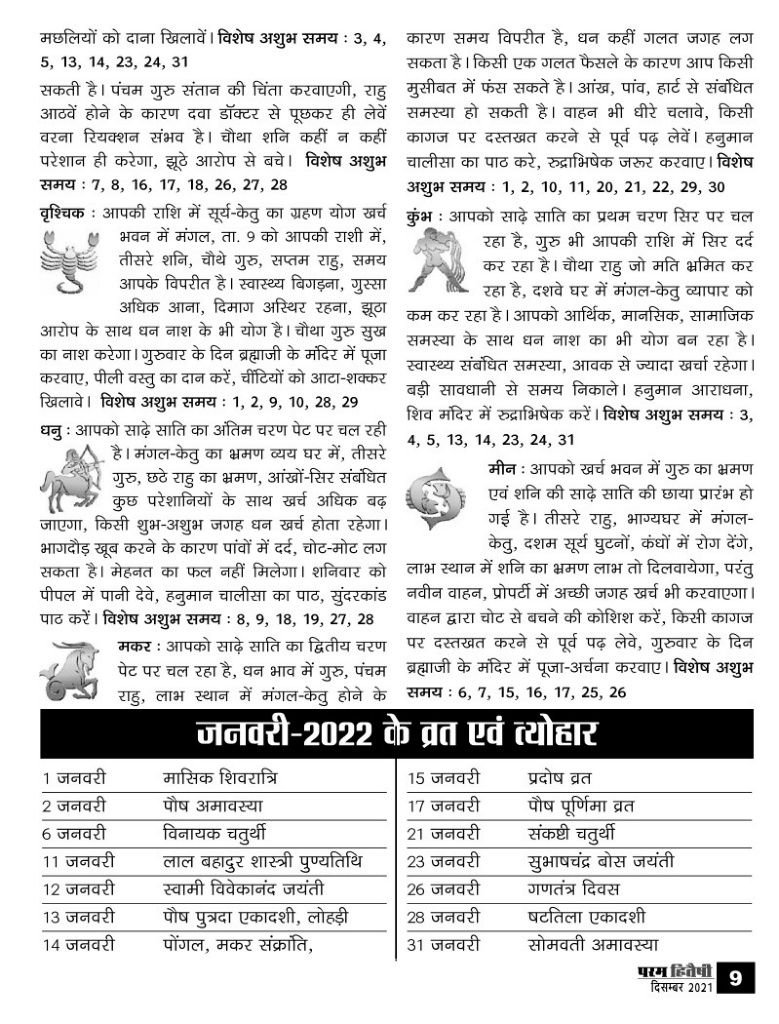 मछलियों को दाना खिलावें। विशेष अशुभ समय : 3, 4,
5, 13, 14, 23, 24, 31
सकती है। पंचम गुरु संतान की चिंता करवाएगी, राहु
आठवें होने के कारण दवा डॉक्टर से पूछकर ही लेवें
वरना रियक्शन संभव है। चौथा शनि कहीं न कहीं
परेशान ही करेगा, झूठे आरोप से बचे। विशेष अशुभ
समय : 7, 8, 16, 17, 18, 26, 27, 28
वृश्चिक : आपकी राशि में सूर्य-केतु का ग्रहण योग खर्च
भवन में मंगल, ता. 9 को आपकी राशी में,
तीसरे शनि, चौथे गुरु, सप्तम राहु, समय
आपके विपरीत है। स्वास्थ्य बिगड़ना, गुस्सा
अधिक आना, दिमाग अस्थिर रहना, झूठा
आरोप के साथ धन नाश के भी योग है। चौथा गुरु सुख
का नाश करेगा। गुरुवार के दिन ब्रह्माजी के मंदिर में पूजा
करवाए, पीली वस्तु का दान करें, चींटियों को आटा-शक्कर
खिलावे। विशेष अशुभ समय : 1, 2, 9, 10, 28, 29
धनु : आपको साढ़े साति का अंतिम चरण पेट पर चल रही
है। मंगल-केतु का भ्रमण व्यय घर में, तीसरे
गुरु, छठे राहु का भ्रमण, आंखों-सिर संबंधित
कुछ परेशानियों के साथ खर्च अधिक बढ़
जाएगा, किसी शुभ-अशुभ जगह धन खर्च होता रहेगा।
भागदौड़ खूब करने के कारण पांवों में दर्द, चोट-मोट लग
सकता है। मेहनत का फल नहीं मिलेगा। शनिवार को
पीपल में पानी देवे, हनुमान चालीसा का पाठ, सुंदरकांड
पाठ करें। विशेष अशुभ समय : 8, 9, 18, 19, 27, 28
मकर : आपको साढ़े साति का द्वितीय चरण
पेट पर चल रहा है, धन भाव में गुरु, पंचम
राहु, लाभ स्थान में मंगल-केतु होने के
कारण समय विपरीत है, धन कहीं गलत जगह लग
सकता है। किसी एक गलत फैसले के कारण आप किसी
मुसीबत में फंस सकते है। आंख, पांव, हार्ट से संबंधित
समस्या हो सकती है। वाहन भी धीरे चलावे, किसी
कागज पर दस्तखत करने से पूर्व पढ़ लेवें। हनुमान
चालीसा का पाठ करे, रुद्राभिषेक जरूर करवाए। विशेष
अशुभ समय : 1, 2, 10, 11, 20, 21, 22, 29, 30
कुंभ : आपको साढ़े साति का प्रथम चरण सिर पर चल
रहा है, गुरु भी आपकी राशि में सिर दर्द
कर रहा है। चौथा राहु जो मति भ्रमित कर
रहा है, दशवे घर में मंगल-केतु व्यापार को
कम कर रहा है। आपको आर्थिक, मानसिक, सामाजिक
समस्या के साथ धन नाश का भी योग बन रहा है।
स्वास्थ्य संबंधित समस्या, आवक से ज्यादा खर्चा रहेगा।
बड़ी सावधानी से समय निकाले। हनुमान आराधना,
शिव मंदिर में रुद्राभिषेक करें। विशेष अशुभ समय : 3,
4, 5, 13, 14, 23, 24, 31
मीन : आपको खर्च भवन में गुरु का भ्रमण
एवं शनि की साढ़े साति की छाया प्रारंभ हो
गई है। तीसरे राहु, भाग्यघर में मंगल-
केतु, दशम सूर्य घुटनों, कंधों में रोग देंगे,
लाभ स्थान में शनि का भ्रमण लाभ तो दिलवायेगा, परंतु
नवीन वाहन, प्रोपर्टी में अच्छी जगह खर्च भी करवाएगा।
वाहन द्वारा चोट से बचने की कोशिश करें, किसी कागज
पर दस्तखत करने से पूर्व पढ़ लेवे, गुरुवार के दिन
ब्रह्माजी के मंदिर में पूजा-अर्चना करवाए। विशेष अशुभ
समय : 6, 7, 15, 16, 17, 25, 26
जनवरी-2022 के व्रत एवं त्योहार
1 जनवरी मासिक शिवरात्रि
2 जनवरी पौष अमावस्या
6 जनवरी विनायक चतुर्थी
11 जनवरी लाल बहादुर शास्त्री पुण्यतिथि
12 जनवरी स्वामी विवेकानंद जयंती
13 जनवरी पौष पुत्रदा एकादशी, लोहड़ी
14 जनवरी पोंगल, मकर संक्रांति,
15 जनवरी प्रदोष व्रत
17 जनवरी पौष पूर्णिमा व्रत
21 जनवरी संकष्टी चतुर्थी
23 जनवरी सुभाषचंद्र बोस जयंती
26 जनवरी गणतंत्र दिवस
28 जनवरी षटतिला एकादशी
31 जनवरी सोमवती अमावस्या
परम हितैषी
दिसम्बर 2021
9